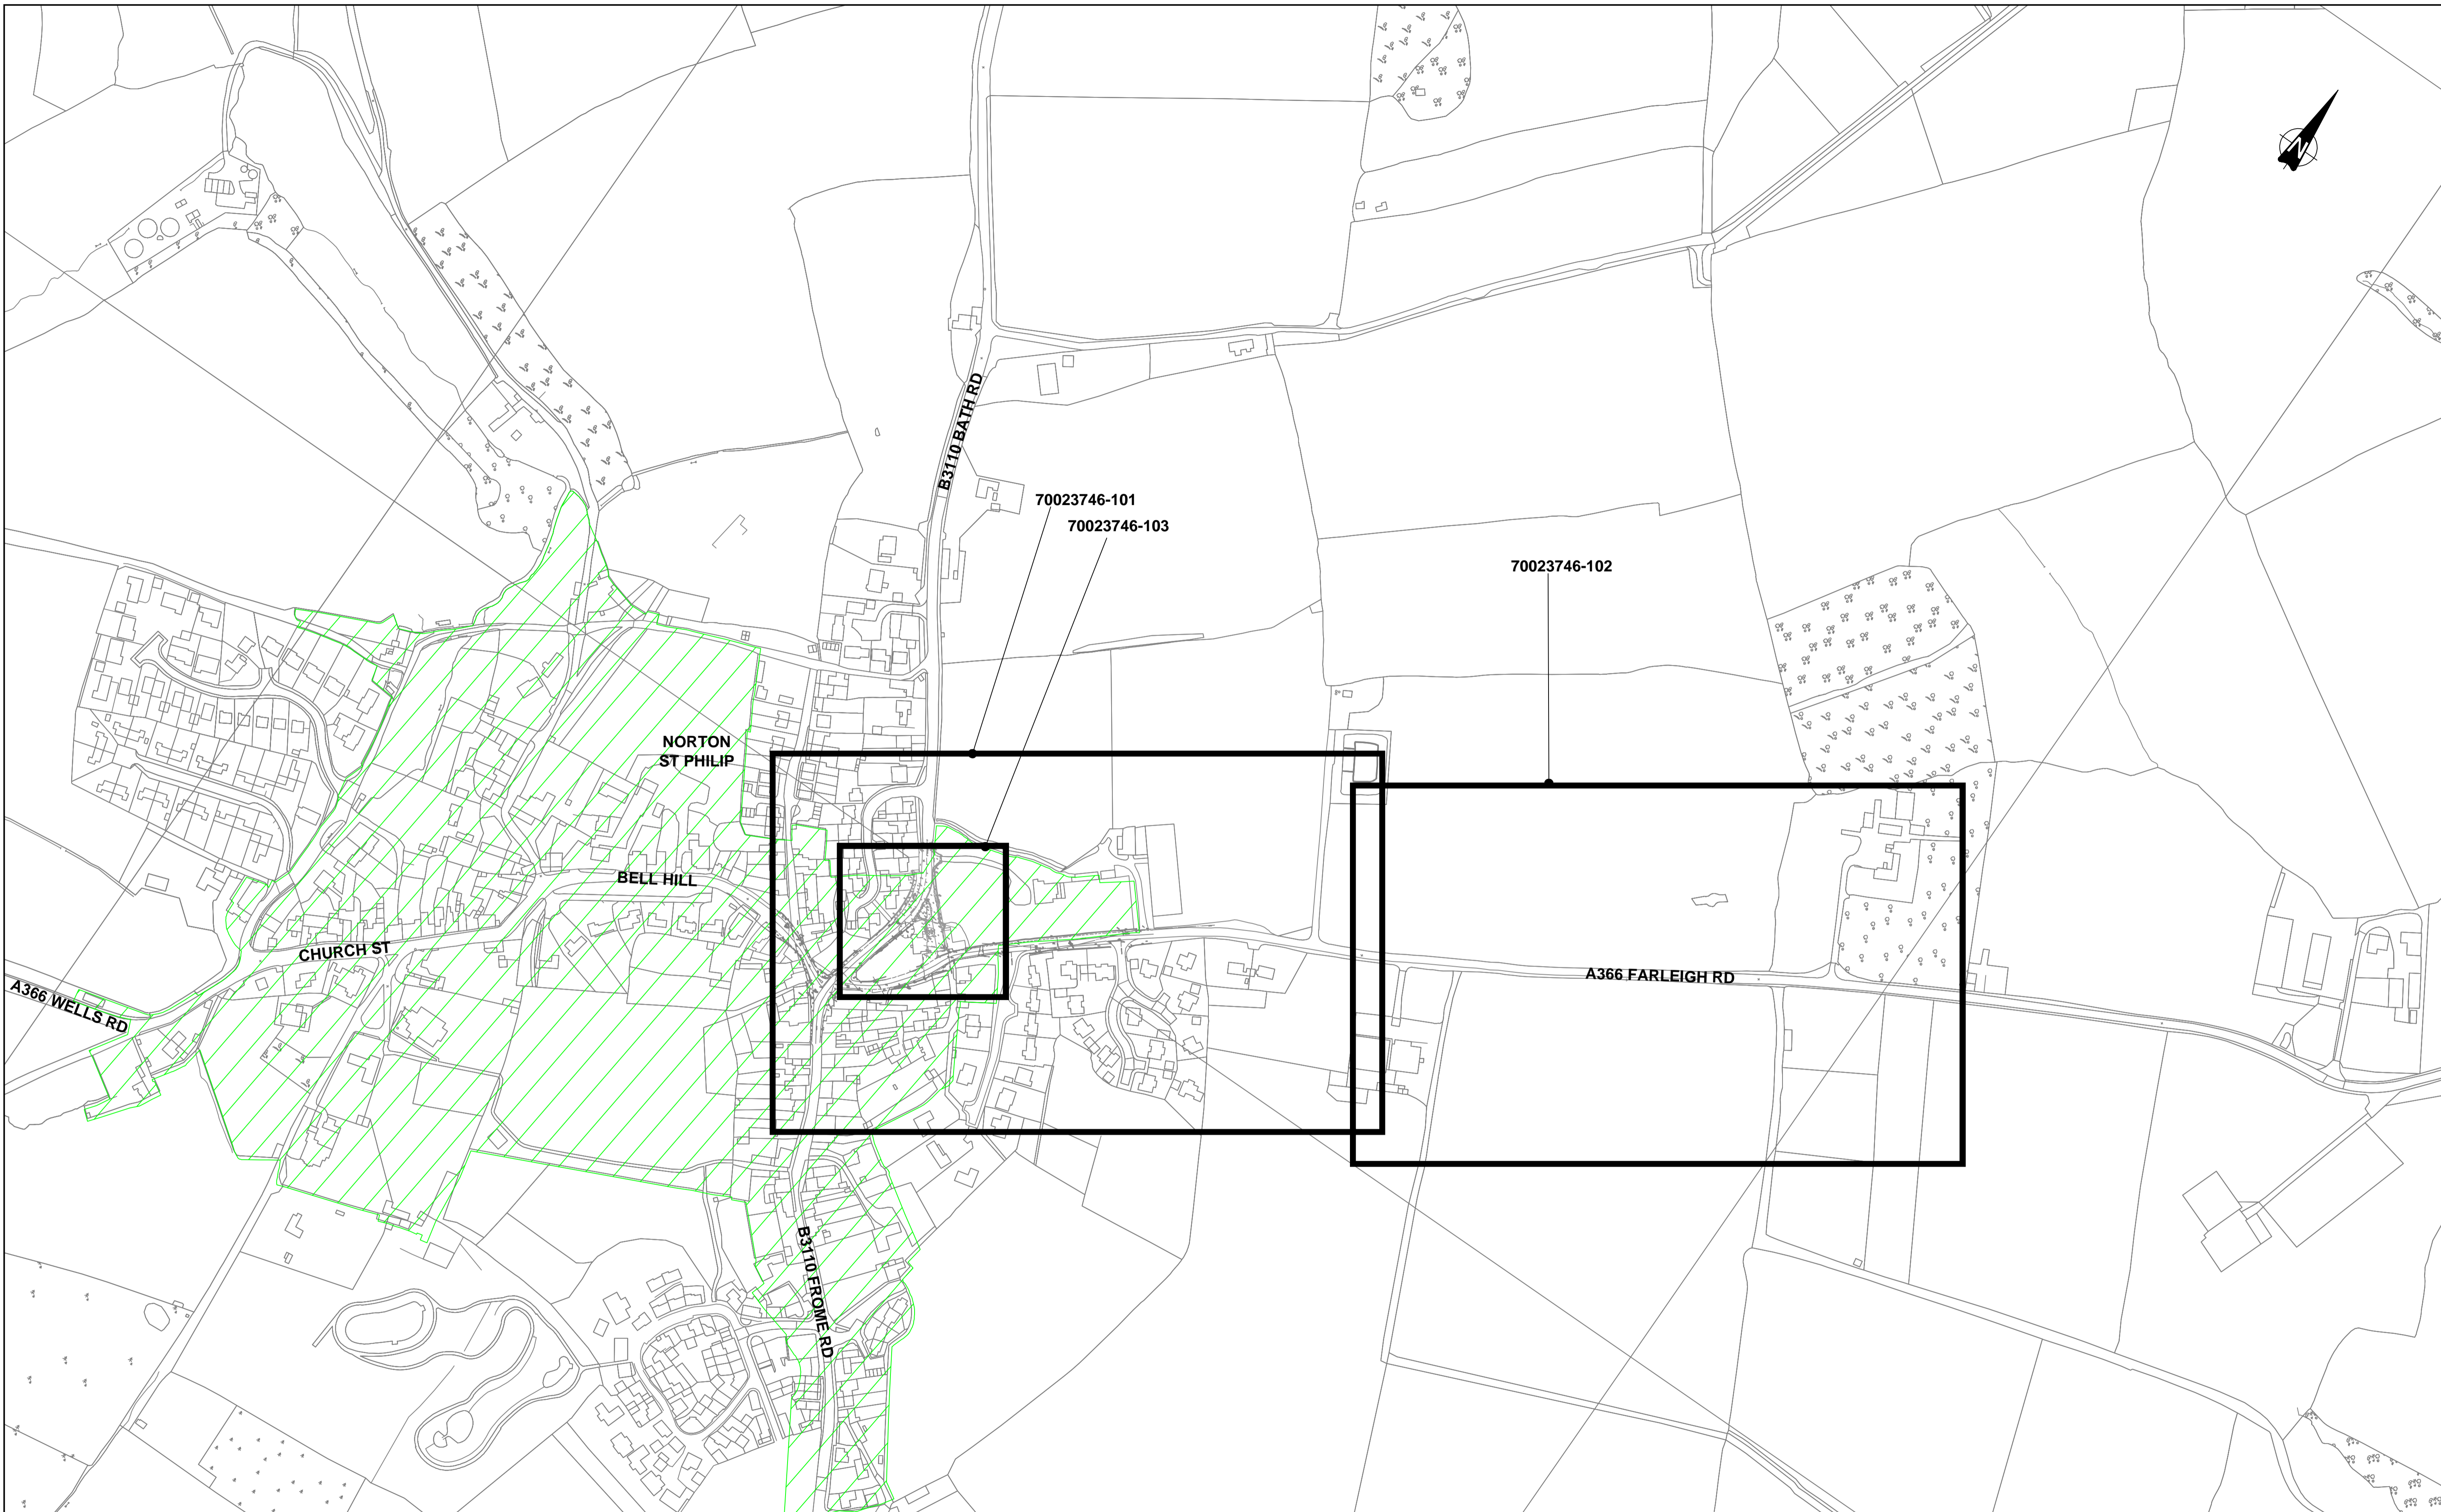 N
B3110 BATH RD
70023746-101
70023746-103
70023746-102
NORTON
ST PHILIP
BELL HILL
CHURCH ST
A366 WELLS RD
A366 FARLEIGH RD
B3110 FROME RD